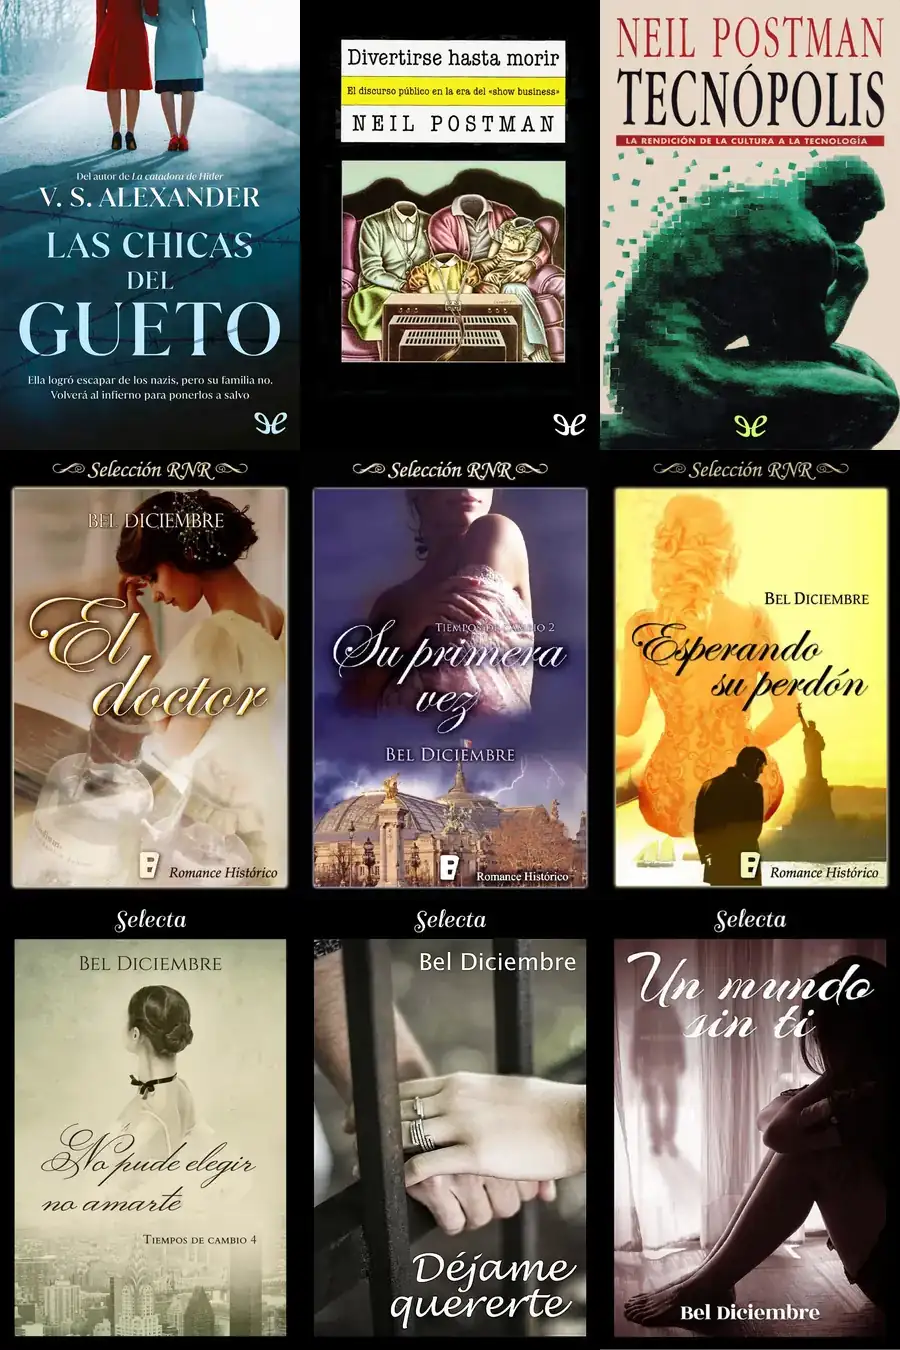 Del autor de La catadora de Hitler
V. S. ALEXANDER
LAS CHICAS
DEL
GUETO
Ella logró escapar de los nazis, pero su familia no.
Volverá al infierno para ponerlos a salvo
Divertirse hasta morir
El discurso público en la era del «show business»
NEIL POSTMAN
NEIL POSTMAN
TECNÓPOLIS
LA RENDICIÓN DE LA CULTURA A LA TECNOLOGÍA
Selección RNR
BEL DICIEMBRE
El
doctor
Romance Histórico
Selección RNR
TIEMPOS DE CAMBIO 2
Su primera
vez
BEL DICIEMBRE
Romance Histórico
Selección RNR
BEL DICIEMBRE
Esperando
su perdón
Romance Histórico
Selecta
BEL DICIEMBRE
No pude elegir
no amarte
TIEMPOS DE CAMBIO 4
Selecta
Bel Diciembre
Déjame
quererte
Selecta
Un mundo
sin ti
Bel Diciembre